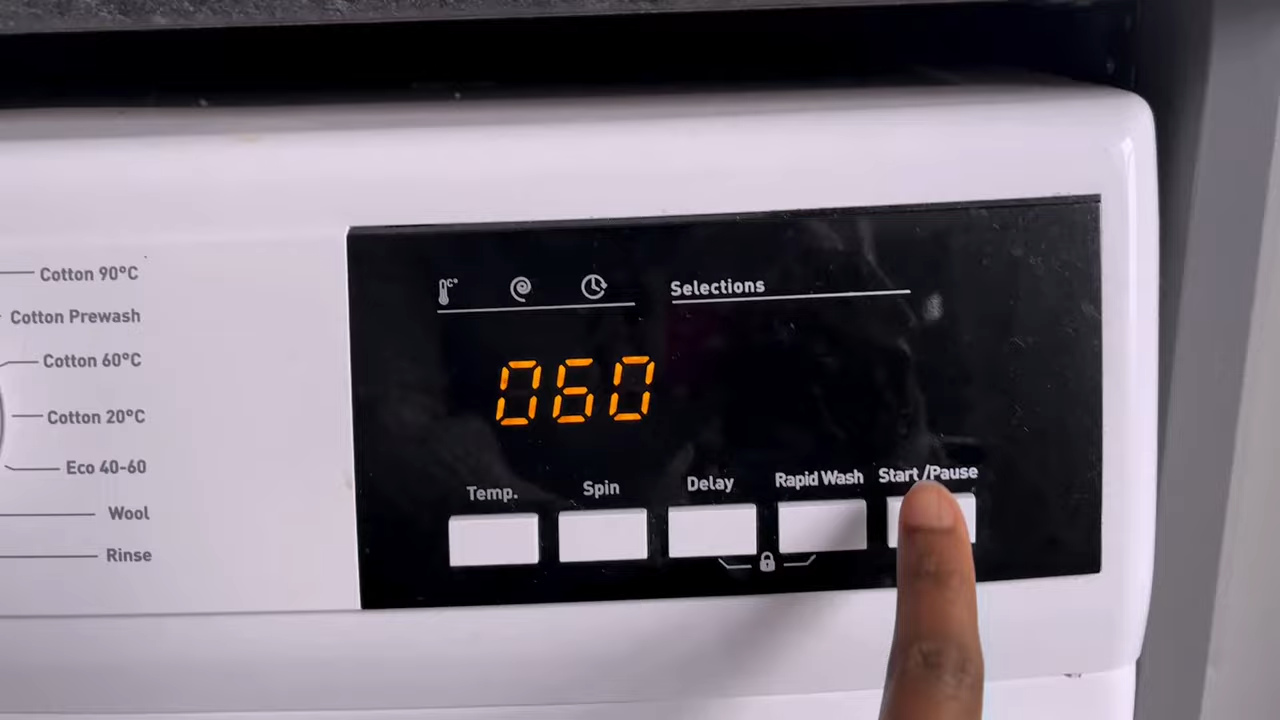 Cotton 90°C
Cotton Prewash
Cotton 60°C
Cotton 20°C
Eco 40-60
Wool
Rinse
C°
Selections
060
Temp.
Spin
Delay
Rapid Wash
Start/Pause